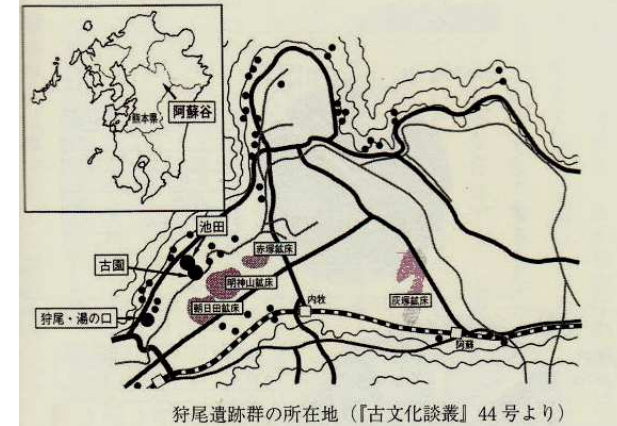 熊本県
阿蘇谷
池田
古園
赤塚鉱床
明神山鉱床
狩尾・湯の口
朝日田鉱床
内牧
灰塚鉱床
阿蘇
狩尾遺跡群の所在地（『古文化談叢』44号より）